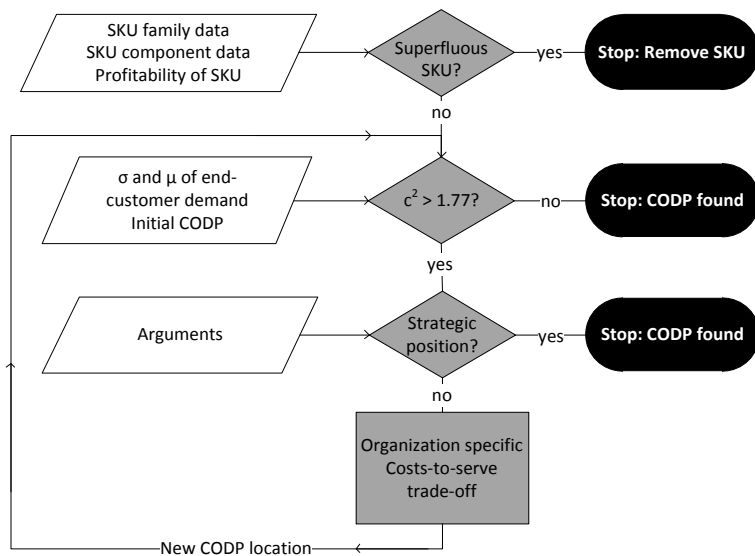 SKU family data
SKU component data
Profitability of SKU
Superfluous
SKU?
yes
Stop: Remove SKU
no
σ and μ of end-
customer demand
Initial CODP
c² > 1.77?
no
Stop: CODP found
yes
Arguments
Strategic
position?
yes
Stop: CODP found
no
Organization specific
Costs-to-serve
trade-off
New CODP location